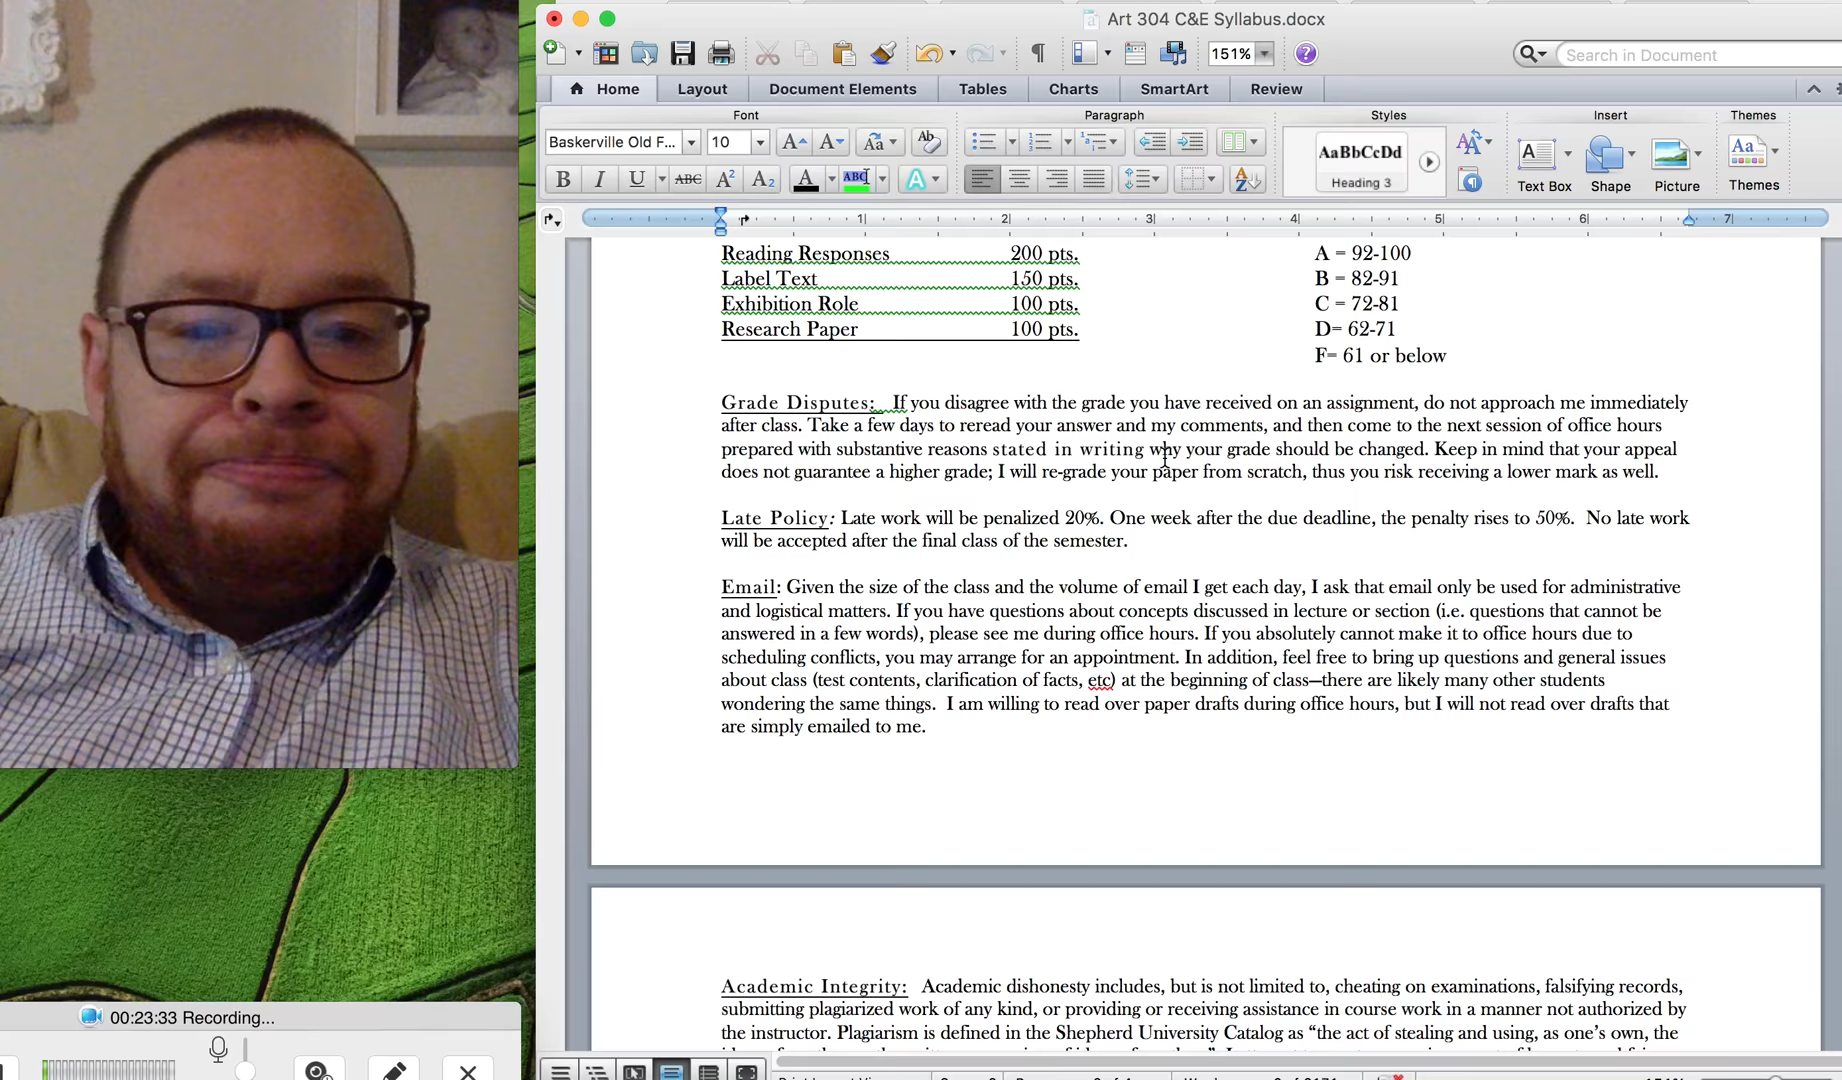 Art 304 C&E Syllabus.docx
151%
Search in Document
Home Layout Document Elements Tables Charts SmartArt Review
Font Paragraph Styles Insert Themes
Baskerville Old F... 10 A A Aa Ab AaBbCcDd Heading 3
B I U ABC A2 A2 A ABC A Text Box Shape Picture Themes
1 2 3 4 5 6 7
Reading Responses 200 pts. A = 92-100
Label Text 150 pts. B = 82-91
Exhibition Role 100 pts. C = 72-81
Research Paper 100 pts. D= 62-71
F= 61 or below
Grade Disputes: If you disagree with the grade you have received on an assignment, do not approach me immediately
after class. Take a few days to reread your answer and my comments, and then come to the next session of office hours
prepared with substantive reasons stated in writing why your grade should be changed. Keep in mind that your appeal
does not guarantee a higher grade; I will re-grade your paper from scratch, thus you risk receiving a lower mark as well.
Late Policy: Late work will be penalized 20%. One week after the due deadline, the penalty rises to 50%. No late work
will be accepted after the final class of the semester.
Email: Given the size of the class and the volume of email I get each day, I ask that email only be used for administrative
and logistical matters. If you have questions about concepts discussed in lecture or section (i.e. questions that cannot be
answered in a few words), please see me during office hours. If you absolutely cannot make it to office hours due to
scheduling conflicts, you may arrange for an appointment. In addition, feel free to bring up questions and general issues
about class (test contents, clarification of facts, etc) at the beginning of class—there are likely many other students
wondering the same things. I am willing to read over paper drafts during office hours, but I will not read over drafts that
are simply emailed to me.
Academic Integrity: Academic dishonesty includes, but is not limited to, cheating on examinations, falsifying records,
submitting plagiarized work of any kind, or providing or receiving assistance in course work in a manner not authorized by
the instructor. Plagiarism is defined in the Shepherd University Catalog as “the act of stealing and using, as one’s own, the
00:23:33 Recording...